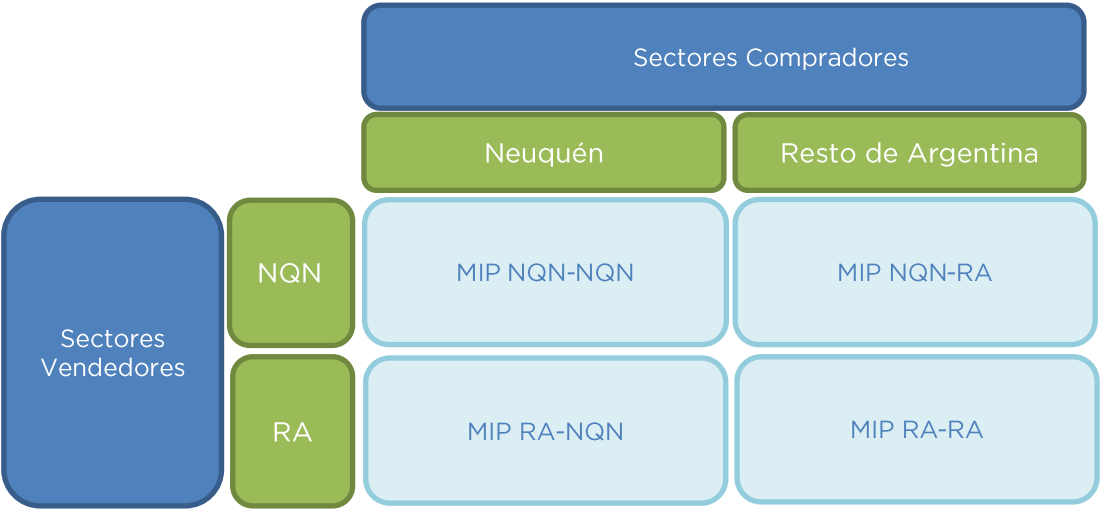 Sectores Compradores
Neuquén
Resto de Argentina
Sectores
Vendedores
NQN
MIP NQN-NQN
MIP NQN-RA
RA
MIP RA-NQN
MIP RA-RA